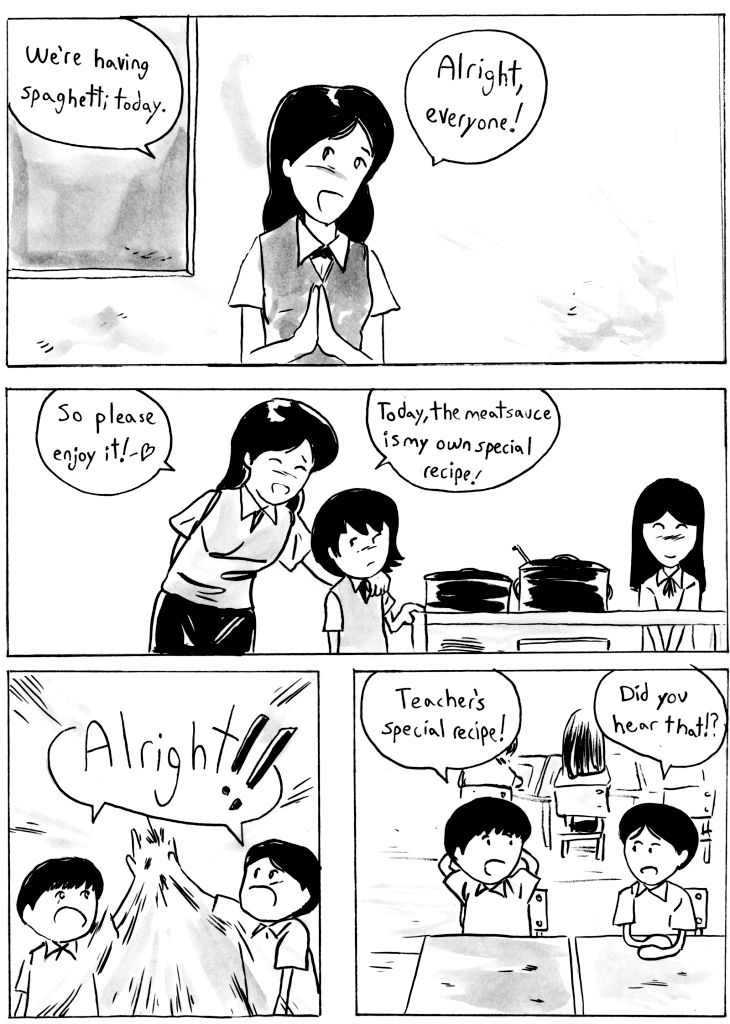 Alright,
everyone!
We're having
spaghetti today.
Today, the meatsauce
is my own special
recipe!
So please
enjoy it!~♡
Did you
hear that!?
Teacher's
special recipe!
Alright!!